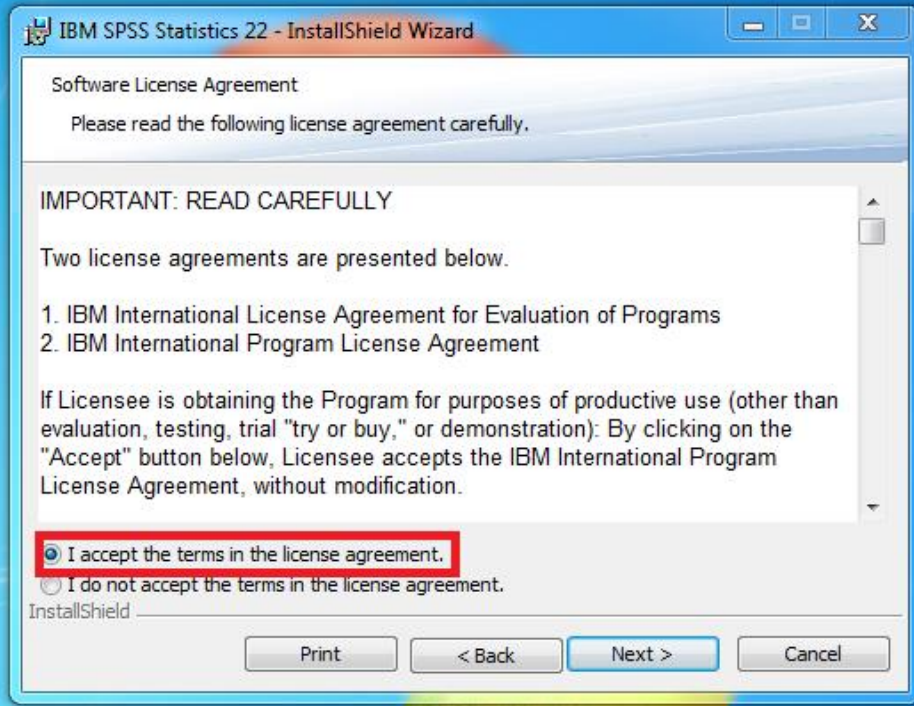 IBM SPSS Statistics 22 - InstallShield Wizard
Software License Agreement
Please read the following license agreement carefully.
IMPORTANT: READ CAREFULLY
Two license agreements are presented below.
1. IBM International License Agreement for Evaluation of Programs
2. IBM International Program License Agreement
If Licensee is obtaining the Program for purposes of productive use (other than
evaluation, testing, trial "try or buy," or demonstration): By clicking on the
"Accept" button below, Licensee accepts the IBM International Program
License Agreement, without modification.
I accept the terms in the license agreement.
I do not accept the terms in the license agreement.
InstallShield
Print
< Back
Next >
Cancel